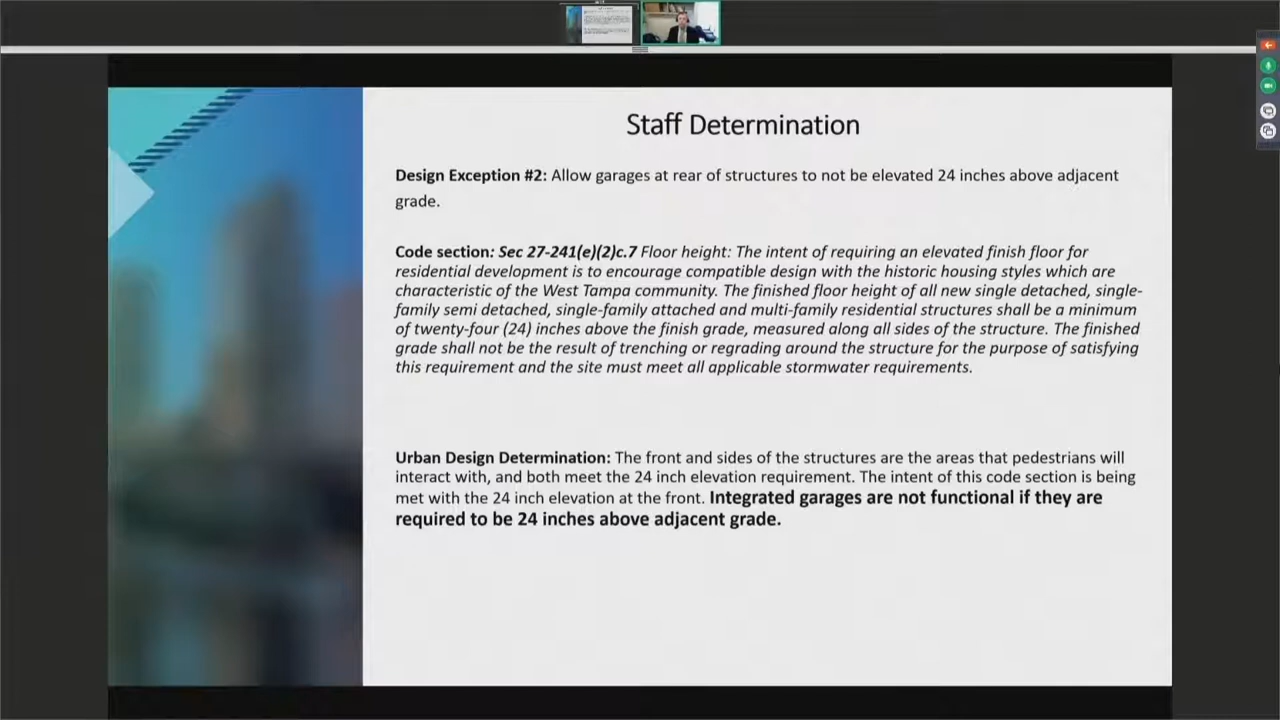 Staff Determination
Design Exception #2: Allow garages at rear of structures to not be elevated 24 inches above adjacent
grade.
Code section: Sec 27-241(e)(2)c.7 Floor height: The intent of requiring an elevated finish floor for
residential development is to encourage compatible design with the historic housing styles which are
characteristic of the West Tampa community. The finished floor height of all new single detached, single-
family semi detached, single-family attached and multi-family residential structures shall be a minimum
of twenty-four (24) inches above the finish grade, measured along all sides of the structure. The finished
grade shall not be the result of trenching or regrading around the structure for the purpose of satisfying
this requirement and the site must meet all applicable stormwater requirements.
Urban Design Determination: The front and sides of the structures are the areas that pedestrians will
interact with, and both meet the 24 inch elevation requirement. The intent of this code section is being
met with the 24 inch elevation at the front. Integrated garages are not functional if they are
required to be 24 inches above adjacent grade.